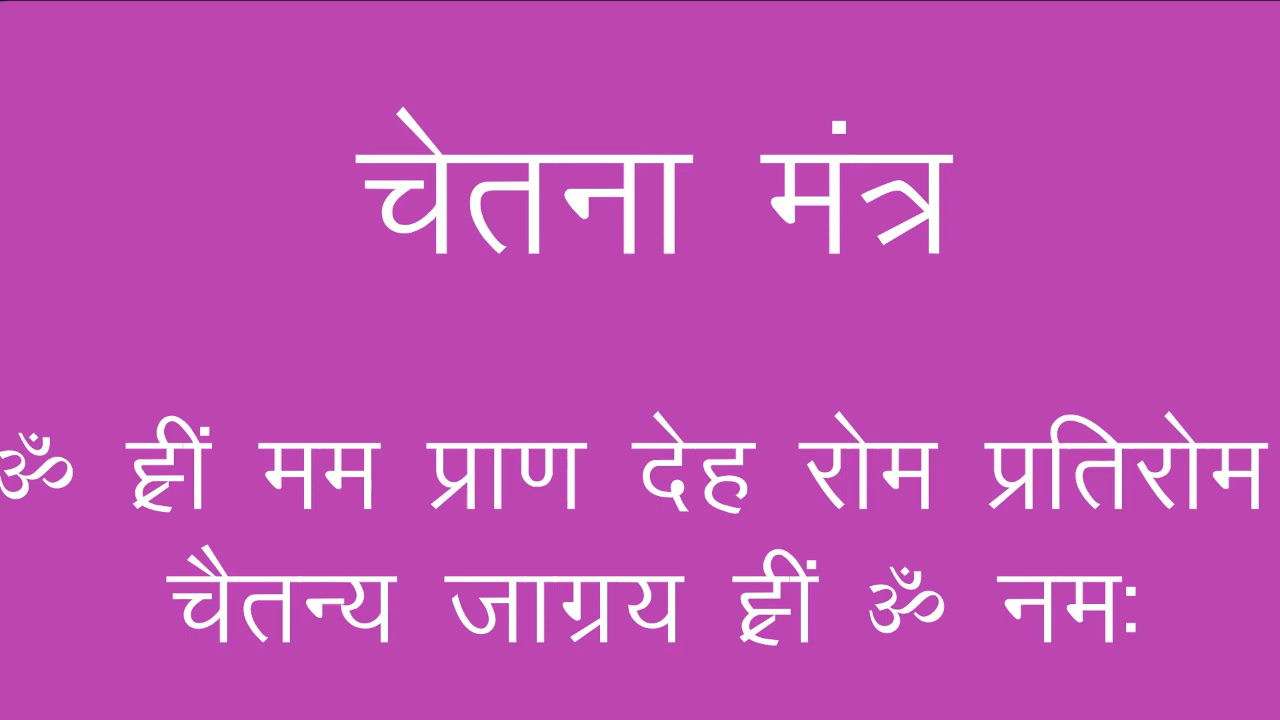 चेतना मंत्र
ॐ ह्रीं मम प्राण देह रोम प्रतिरोम
चैतन्य जाग्रय ह्रीं ॐ नमः